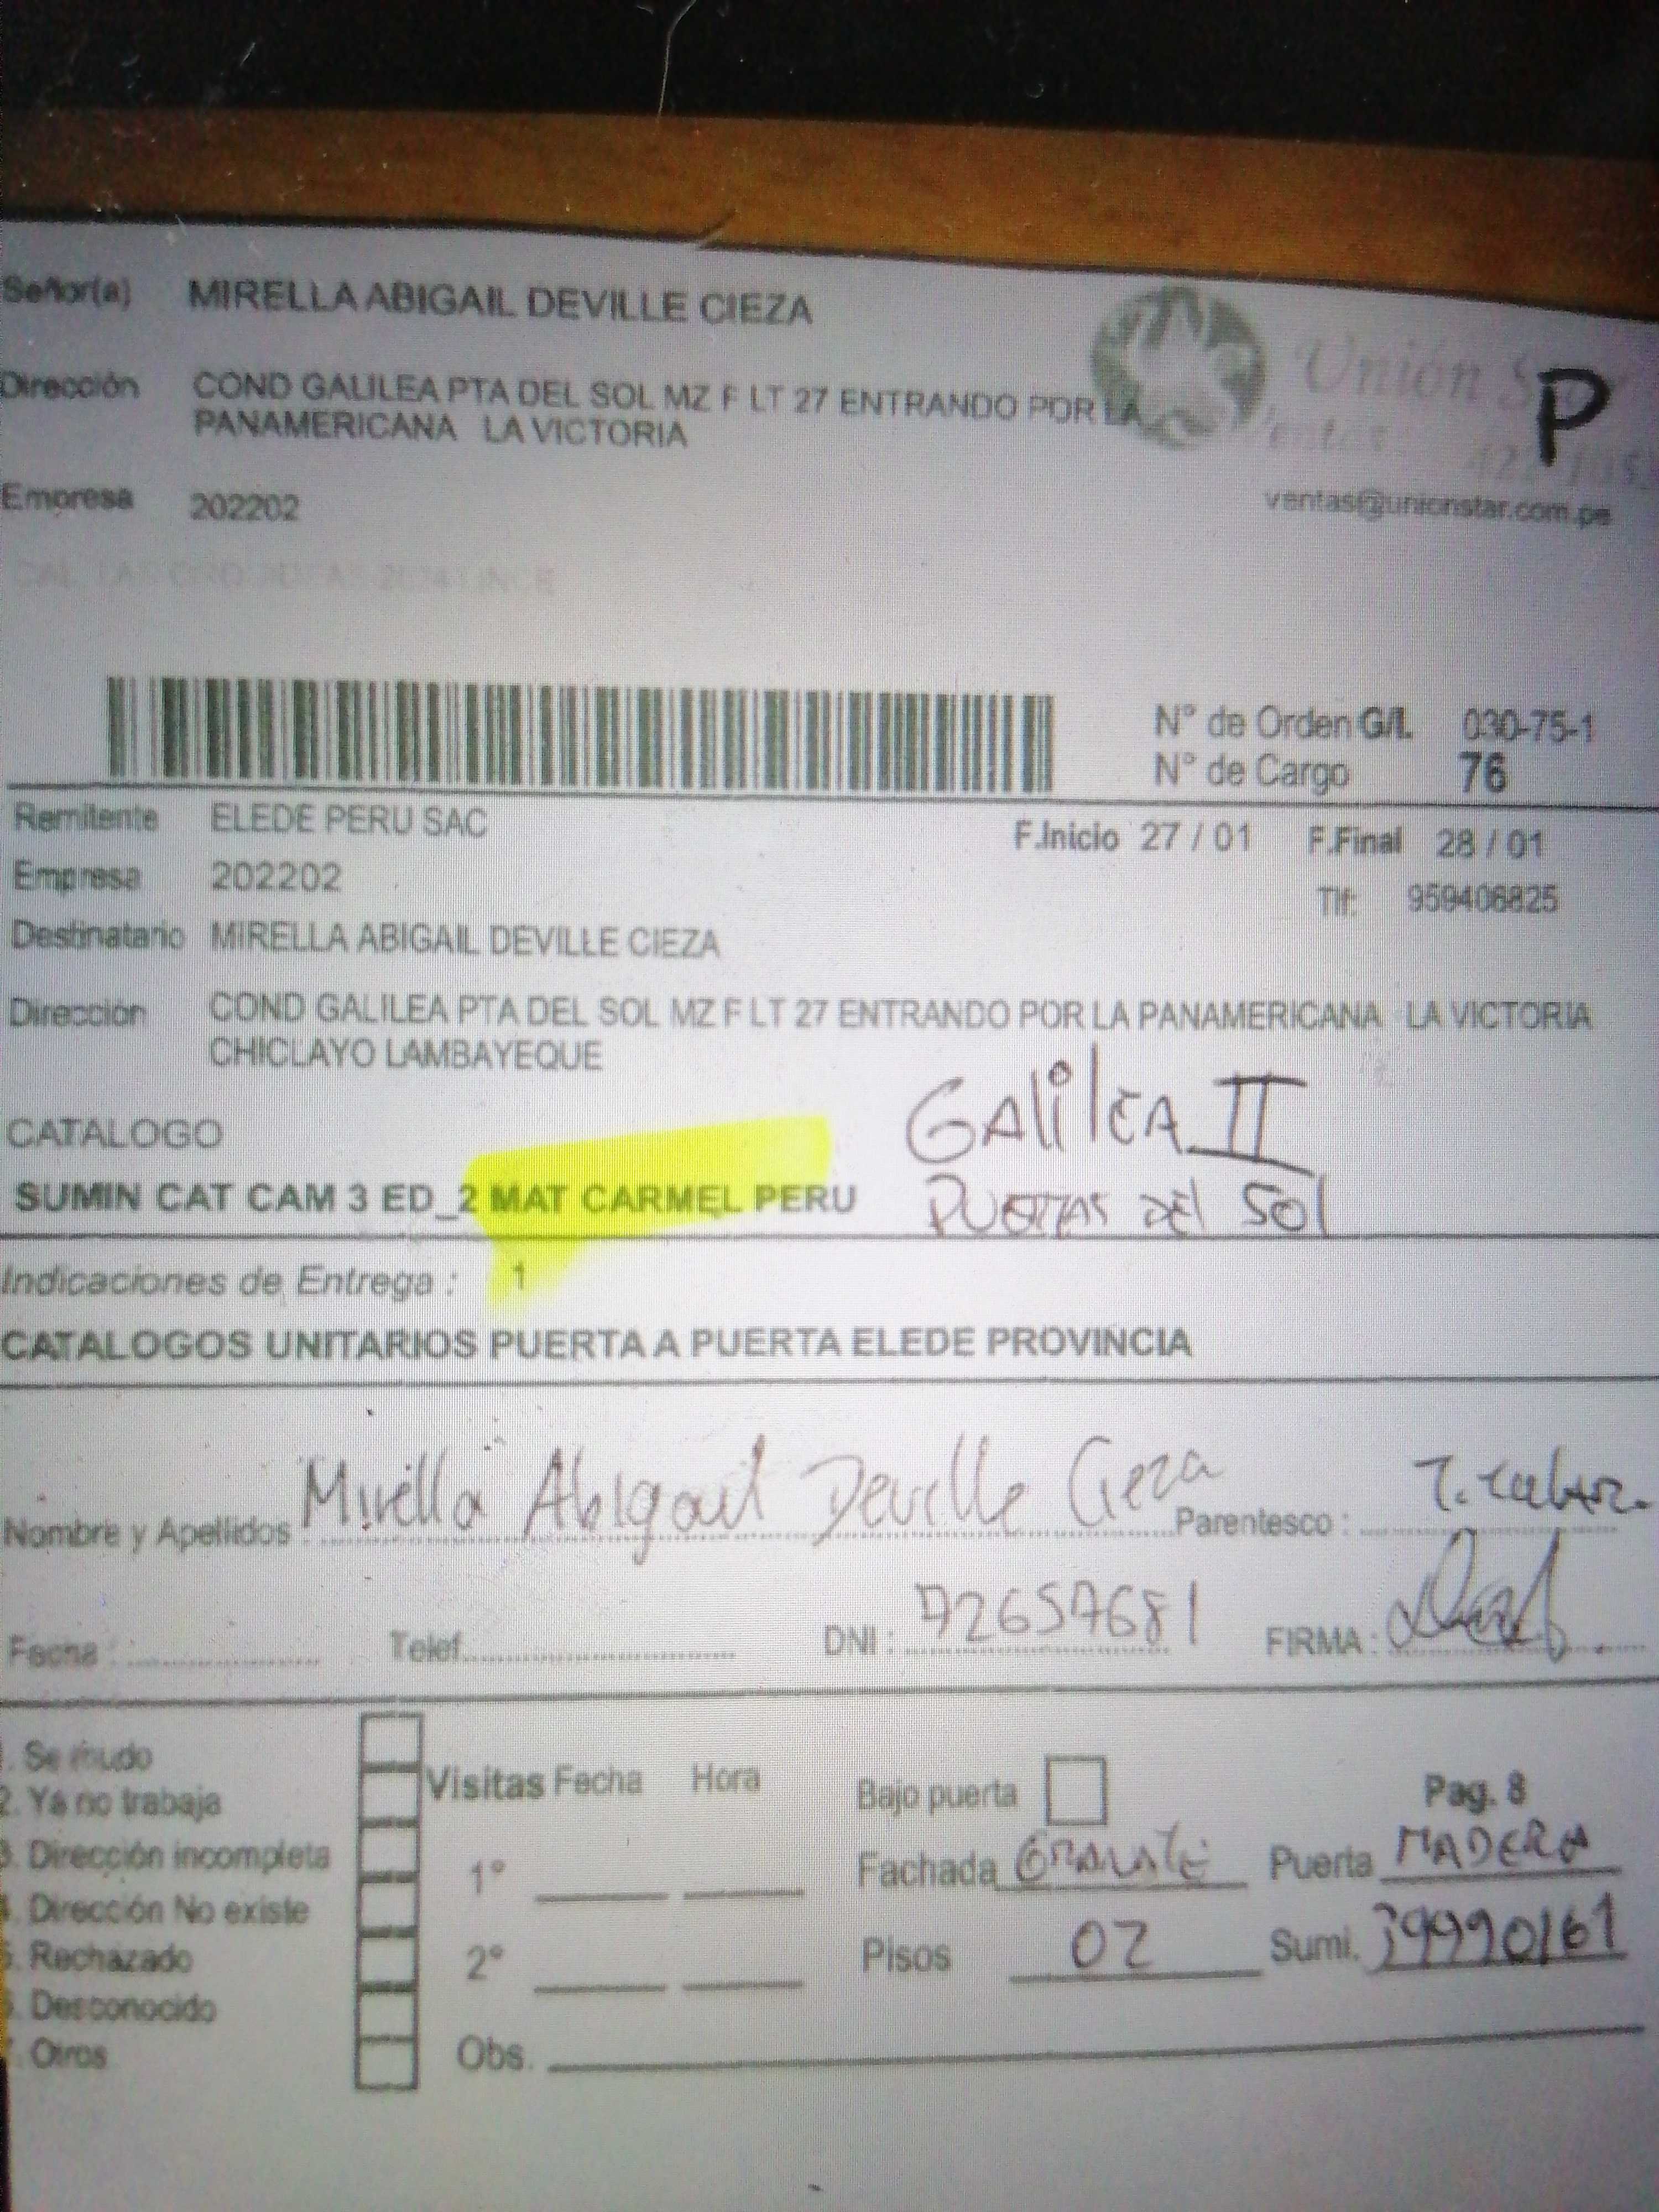 Señor(a) MIRELLA ABIGAIL DEVILLE CIEZA
Dirección COND GALILEA PTA DEL SOL MZ F LT 27 ENTRANDO POR LA
PANAMERICANA LA VICTORIA
Unión
P
Empresa 202202
ventas@unionstar.com.pe
N° de Orden G/L 030-75-1
N° de Cargo 76
Remitente ELEDE PERU SAC
F.Inicio 27 / 01 F.Final 28 / 01
Empresa 202202
Tlf: 959406825
Destinatario MIRELLA ABIGAIL DEVILLE CIEZA
Dirección COND GALILEA PTA DEL SOL MZ F LT 27 ENTRANDO POR LA PANAMERICANA LA VICTORIA
CHICLAYO LAMBAYEQUE
CATALOGO
GAlilEA II
SUMIN CAT CAM 3 ED_2 MAT CARMEL PERU
PUERTAS DEL SOl
Indicaciones de Entrega : 1
CATALOGOS UNITARIOS PUERTA A PUERTA ELEDE PROVINCIA
Nombre y Apellidos : Mirella Abigail Deville Cieza Parentesco :
Fecha : Telef. DNI : 72657681 FIRMA :
. Se mudo
2. Ya no trabaja
. Dirección incompleta
. Dirección No existe
. Rechazado
. Desconocido
. Otros
Visitas Fecha Hora
1°
2°
Obs.
Bajo puerta
Pag. 8
Fachada Puerta MADERA
Pisos 02 Sumi. 39990161